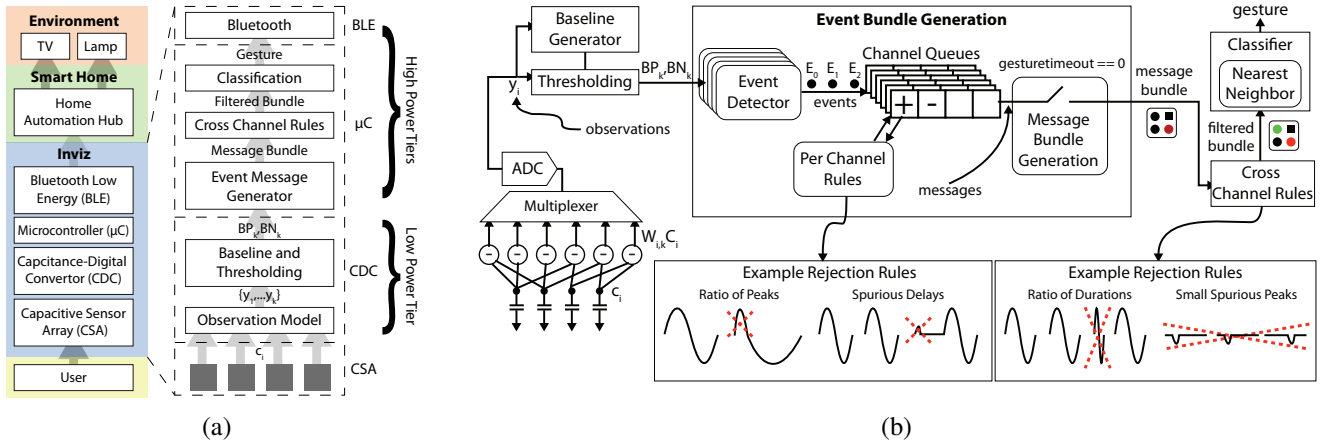 Environment
TV
Lamp
Smart Home
Home
Automation Hub
Inviz
Bluetooth Low
Energy (BLE)
Microcontroller (μC)
Capcitance-Digital
Convertor (CDC)
Capacitive Sensor
Array (CSA)
User
Bluetooth
BLE
Gesture
Classification
Filtered Bundle
Cross Channel Rules
μC
Message Bundle
Event Message
Generator
High Power Tiers
BPk,BNk
Baseline and
Thresholding
CDC
{y1,...yk}
Observation Model
Low Power Tier
ci
CSA
(a)
Baseline
Generator
Thresholding
yi
observations
BPk,BNk
ADC
Multiplexer
Wi,kCi
− − − − − −
ci
Event Bundle Generation
Event
Detector
E0 E1 E2
events
Channel Queues
+ -
Per Channel
Rules
messages
gesturetimeout == 0
Message
Bundle
Generation
message
bundle
gesture
Classifier
Nearest
Neighbor
filtered
bundle
Cross
Channel Rules
Example Rejection Rules
Ratio of Peaks
Spurious Delays
Example Rejection Rules
Ratio of Durations
Small Spurious Peaks
(b)